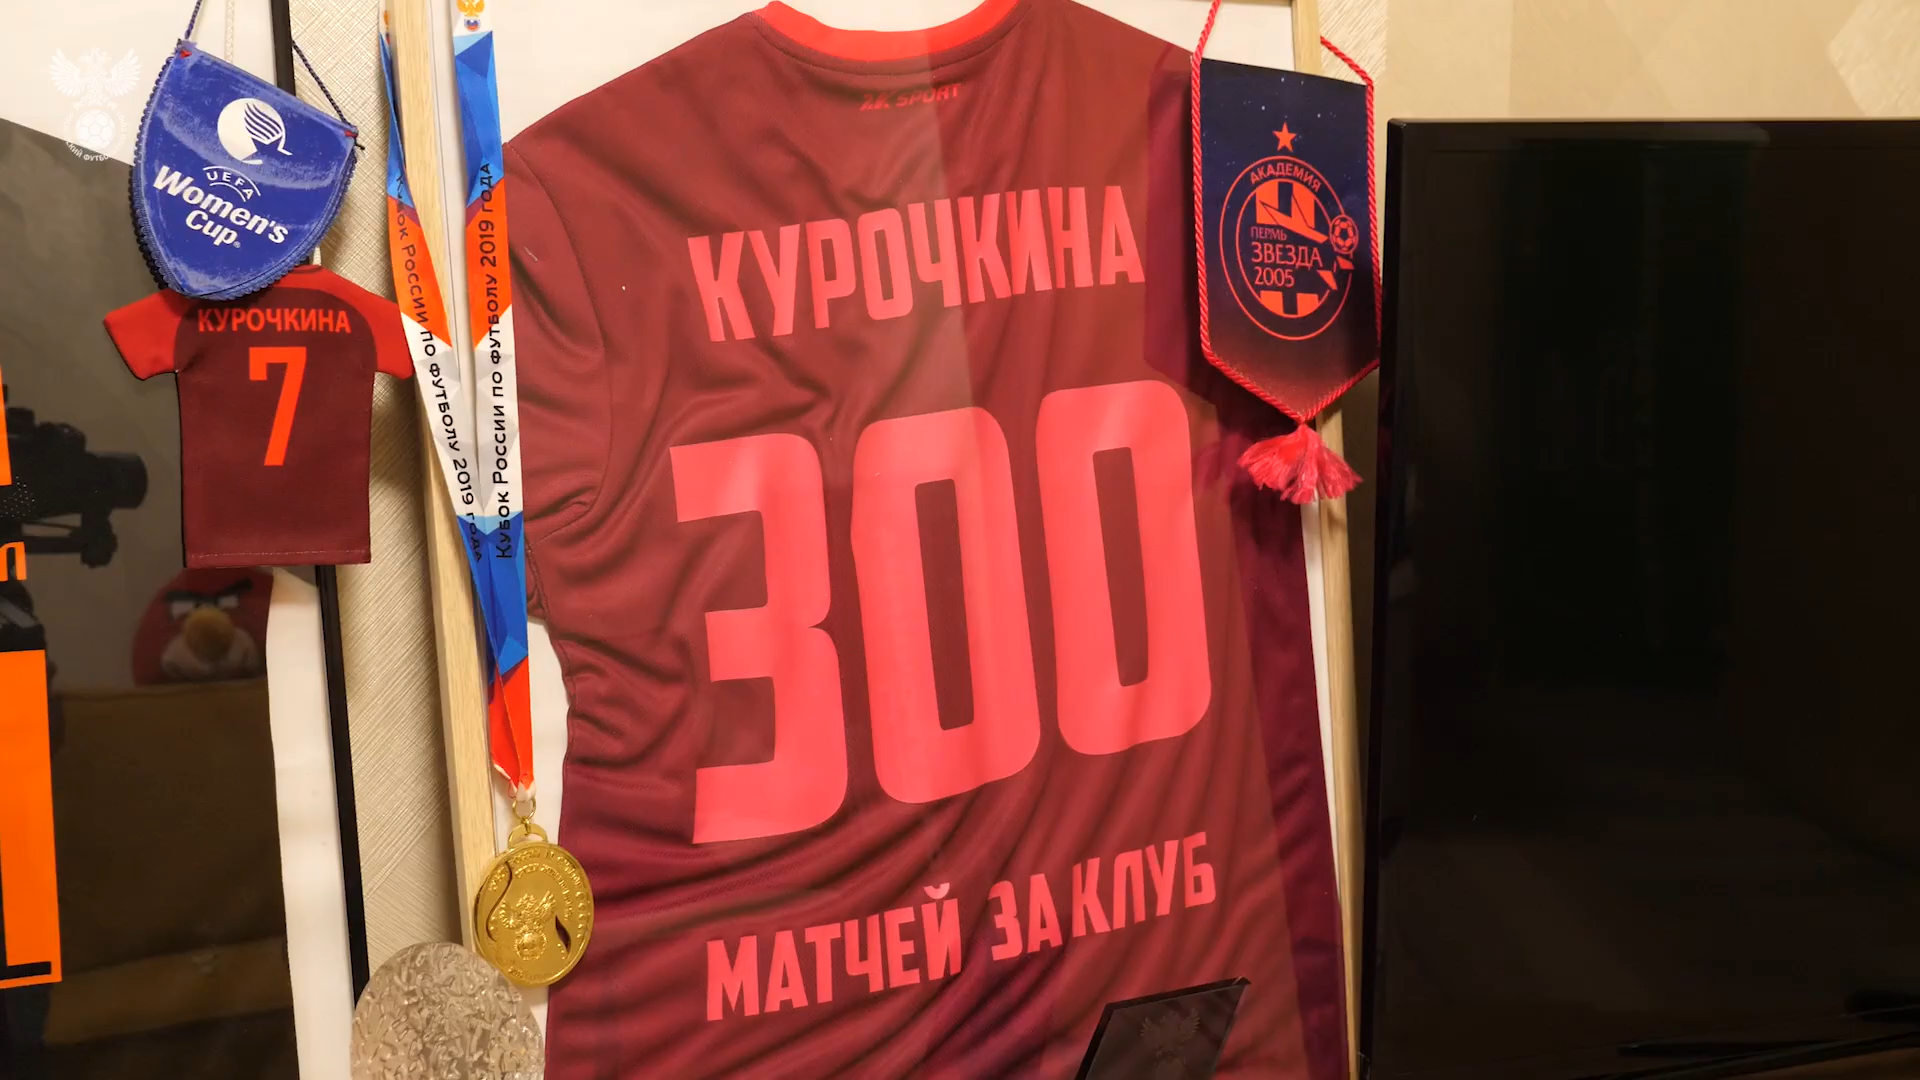 UEFA
Women's
Cup
КУРОЧКИНА
7
Кубок России по футболу 2019 года
Кубок России по футболу 2019 года
2K SPORT
КУРОЧКИНА
300
МАТЧЕЙ ЗА КЛУБ
АКАДЕМИЯ
ПЕРМЬ
ЗВЕЗДА
2005